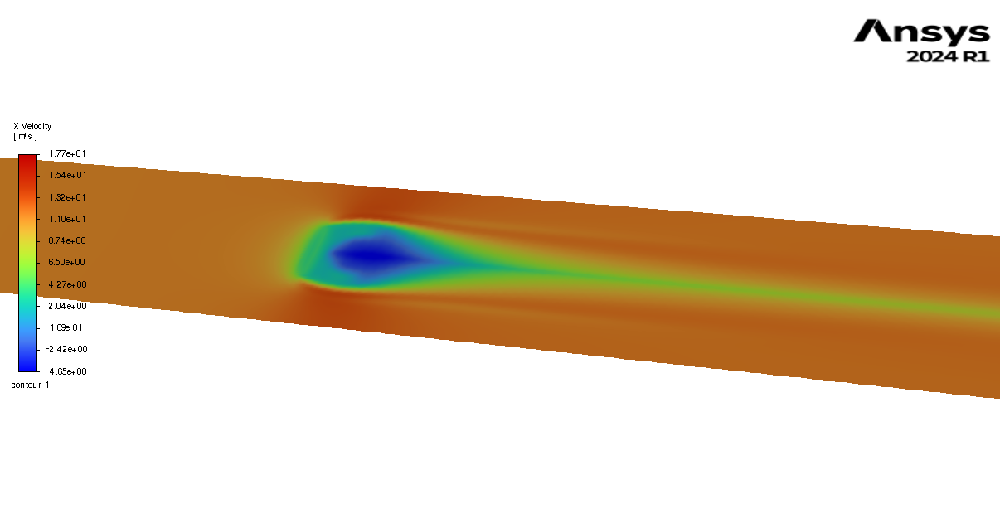 Ansys
2024 R1
X Velocity
[ m/s ]
1.77e+01
1.54e+01
1.32e+01
1.10e+01
8.74e+00
6.50e+00
4.27e+00
2.04e+00
-1.89e-01
-2.42e+00
-4.65e+00
contour-1